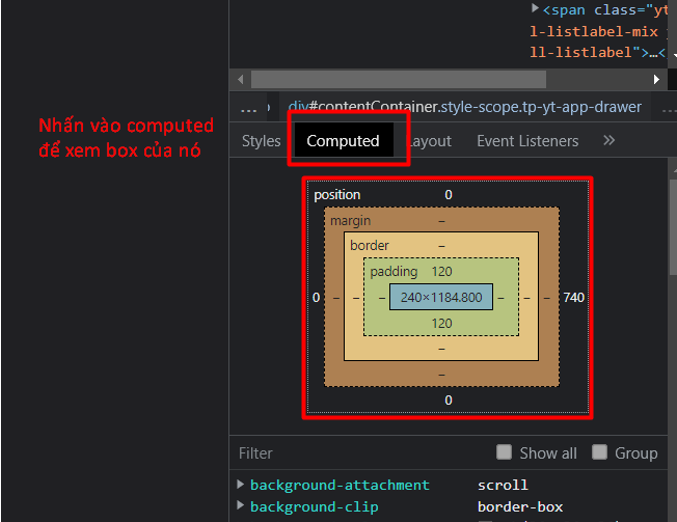 <span class="yt
l-listlabel-mix y
ll-listlabel">…<
... div#contentContainer.style-scope.tp-yt-app-drawer ...
Nhấn vào computed
để xem box của nó
Styles Computed Layout Event Listeners »
position 0
margin –
border –
padding 120
0 – – – 240×1184.800 – – – 740
120
–
–
0
Filter Show all Group
background-attachment scroll
background-clip border-box